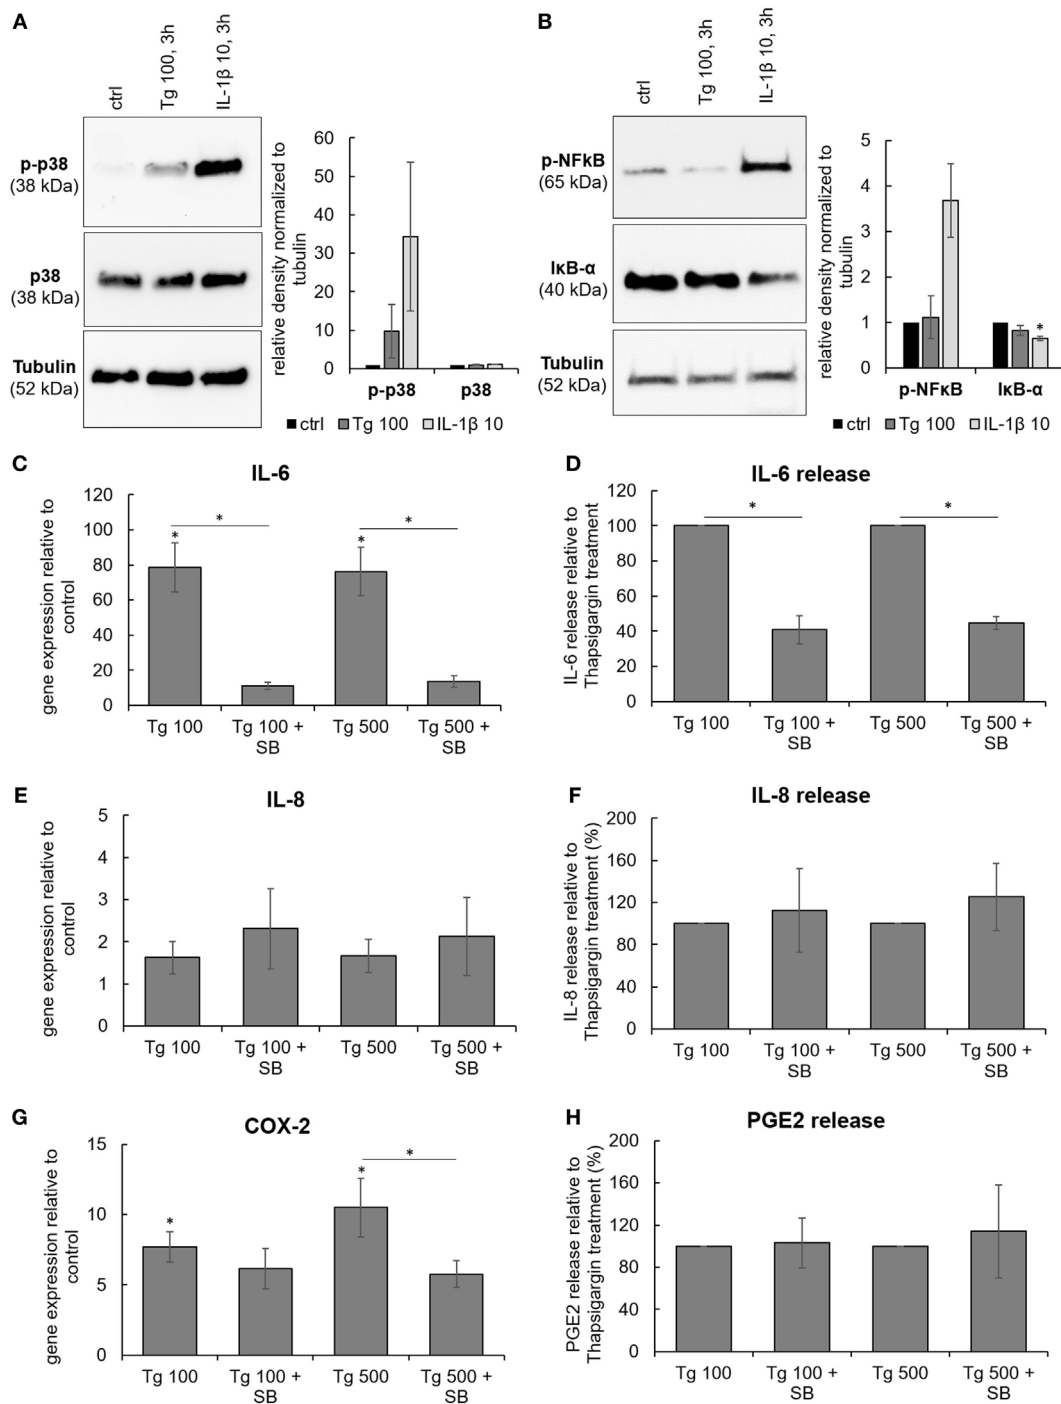 A
ctrl
Tg 100, 3h
IL-1β 10, 3h
p-p38
(38 kDa)
p38
(38 kDa)
Tubulin
(52 kDa)
relative density normalized to
tubulin
60
50
40
30
20
10
0
p-p38
p38
ctrl
Tg 100
IL-1β 10
B
ctrl
Tg 100, 3h
IL-1β 10, 3h
p-NFkB
(65 kDa)
IκB-α
(40 kDa)
Tubulin
(52 kDa)
relative density normalized to
tubulin
5
4
3
2
1
0
*
p-NFκB
IκB-α
ctrl
Tg 100
IL-1β 10
C
IL-6
gene expression relative to
control
120
100
80
60
40
20
0
*
*
*
*
Tg 100
Tg 100 +
SB
Tg 500
Tg 500 +
SB
D
IL-6 release
IL-6 release relative to
Thapsigargin treatment
120
100
80
60
40
20
0
*
*
Tg 100
Tg 100 +
SB
Tg 500
Tg 500 +
SB
E
IL-8
gene expression relative to
control
5
4
3
2
1
0
Tg 100
Tg 100 +
SB
Tg 500
Tg 500 +
SB
F
IL-8 release
IL-8 release relative to
Thapsigargin treatment (%)
200
160
120
80
40
0
Tg 100
Tg 100 +
SB
Tg 500
Tg 500 +
SB
G
COX-2
gene expression relative to
control
15
10
5
0
*
*
*
Tg 100
Tg 100 +
SB
Tg 500
Tg 500 +
SB
H
PGE2 release
PGE2 release relative to
Thapsigargin treatment (%)
200
160
120
80
40
0
Tg 100
Tg 100 +
SB
Tg 500
Tg 500 +
SB